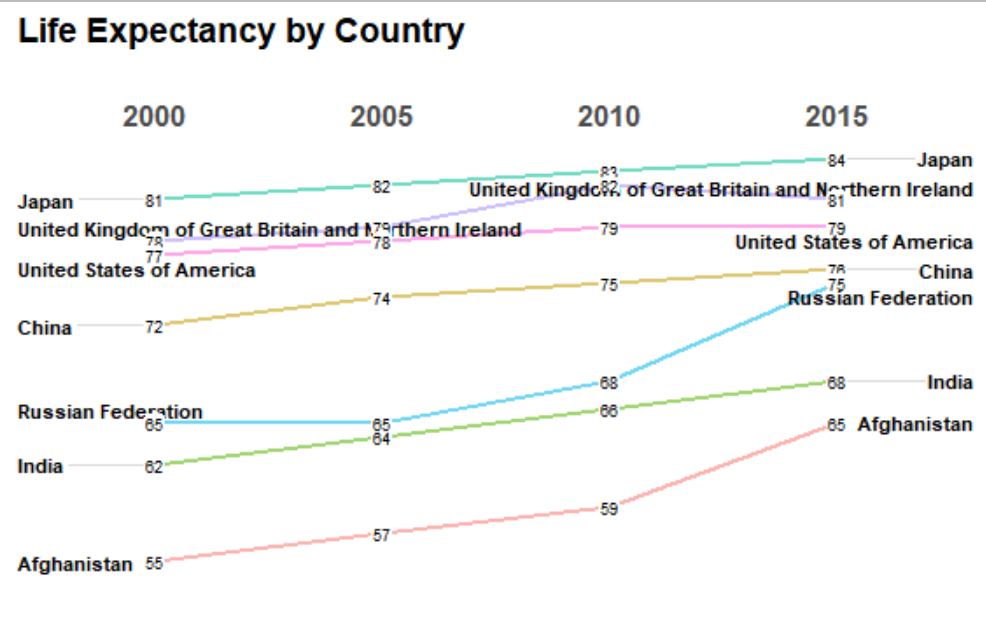 Life Expectancy by Country
2000 2005 2010 2015
84 Japan
83
82
82 United Kingdom of Great Britain and Northern Ireland
Japan 81
81
United Kingdom of Great Britain and Northern Ireland
79
79
79
78
78
77
United States of America
United States of America
76 China
75
75
Russian Federation
74
China 72
68
68 India
66
Russian Federation
65
65
65 Afghanistan
64
India 62
59
57
Afghanistan 55